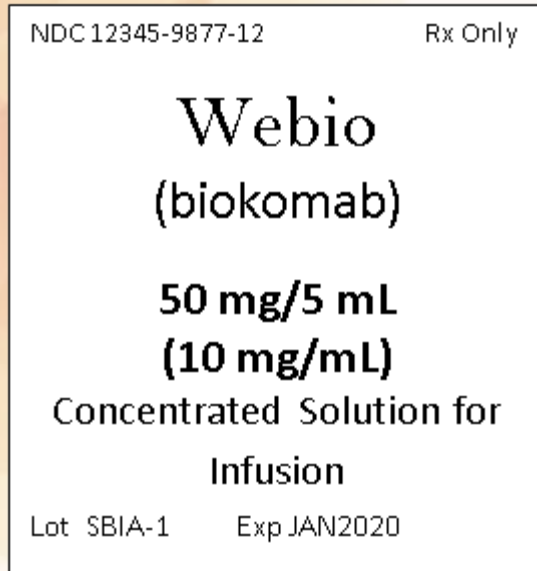 NDC 12345-9877-12 Rx Only
Webio
(biokomab)
50 mg/5 mL
(10 mg/mL)
Concentrated Solution for
Infusion
Lot SBIA-1 Exp JAN2020